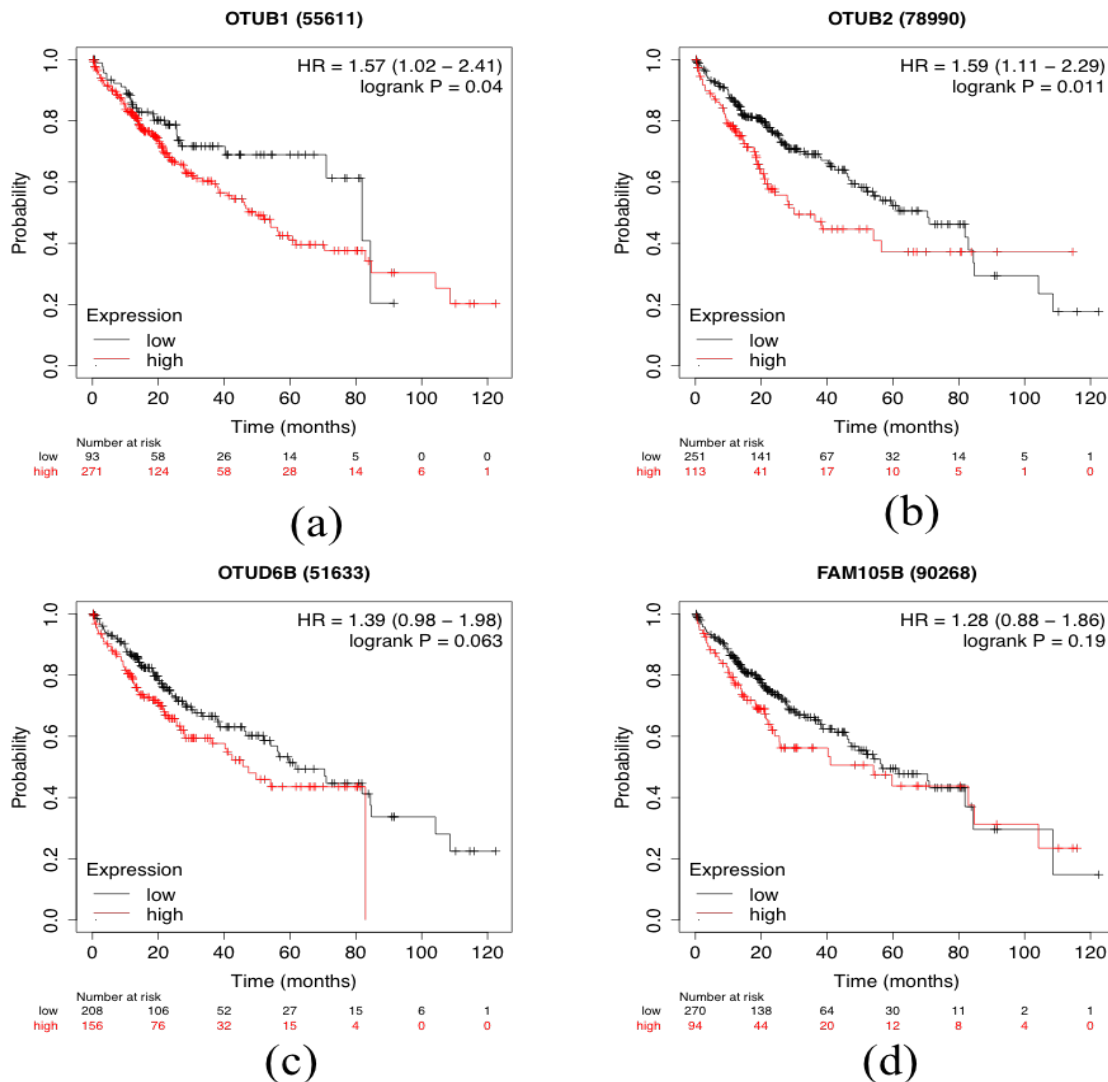 OTUB1 (55611)
HR = 1.57 (1.02 − 2.41)
logrank P = 0.04
Probability
1.0
0.8
0.6
0.4
0.2
0.0
Expression
low
high
0 20 40 60 80 100 120
Time (months)
Number at risk
low 93 58 26 14 5 0 0
high 271 124 58 28 14 6 1
(a)
OTUB2 (78990)
HR = 1.59 (1.11 − 2.29)
logrank P = 0.011
Probability
1.0
0.8
0.6
0.4
0.2
0.0
Expression
low
high
0 20 40 60 80 100 120
Time (months)
Number at risk
low 251 141 67 32 14 5 1
high 113 41 17 10 5 1 0
(b)
OTUD6B (51633)
HR = 1.39 (0.98 − 1.98)
logrank P = 0.063
Probability
1.0
0.8
0.6
0.4
0.2
0.0
Expression
low
high
0 20 40 60 80 100 120
Time (months)
Number at risk
low 208 106 52 27 15 6 1
high 156 76 32 15 4 0 0
(c)
FAM105B (90268)
HR = 1.28 (0.88 − 1.86)
logrank P = 0.19
Probability
1.0
0.8
0.6
0.4
0.2
0.0
Expression
low
high
0 20 40 60 80 100 120
Time (months)
Number at risk
low 270 138 64 30 11 2 1
high 94 44 20 12 8 4 0
(d)